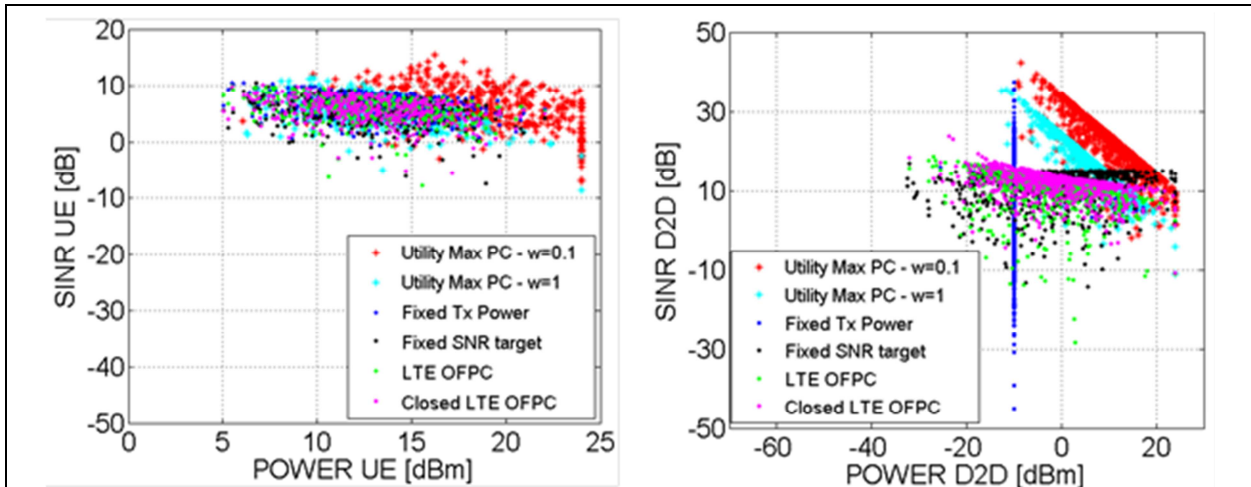 20
10
0
-10
-20
-30
-40
-50
SINR UE [dB]
Utility Max PC - w=0.1
Utility Max PC - w=1
Fixed Tx Power
Fixed SNR target
LTE OFPC
Closed LTE OFPC
0 5 10 15 20 25
POWER UE [dBm]
50
30
10
-10
-30
-50
SINR D2D [dB]
Utility Max PC - w=0.1
Utility Max PC - w=1
Fixed Tx Power
Fixed SNR target
LTE OFPC
Closed LTE OFPC
-60 -40 -20 0 20
POWER D2D [dBm]